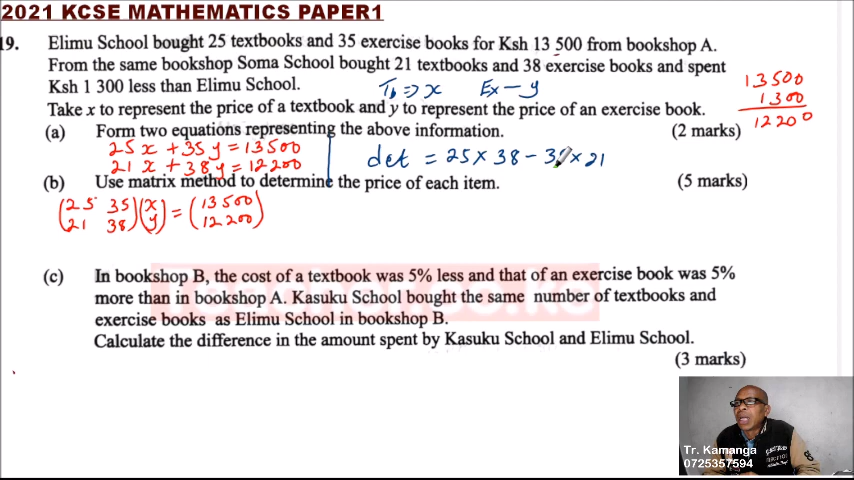 2021 KCSE MATHEMATICS PAPER1
19. Elimu School bought 25 textbooks and 35 exercise books for Ksh 13 500 from bookshop A.
From the same bookshop Soma School bought 21 textbooks and 38 exercise books and spent
Ksh 1 300 less than Elimu School.
Tb => x Ex – y
13500
1300
12200
Take x to represent the price of a textbook and y to represent the price of an exercise book.
(a) Form two equations representing the above information. (2 marks)
25x + 35y = 13500
21x + 38y = 12200
det = 25 × 38 – 35 × 21
(b) Use matrix method to determine the price of each item. (5 marks)
(25 35)(x) = (13500)
(21 38)(y) (12200)
(c) In bookshop B, the cost of a textbook was 5% less and that of an exercise book was 5%
more than in bookshop A. Kasuku School bought the same number of textbooks and
exercise books as Elimu School in bookshop B.
Calculate the difference in the amount spent by Kasuku School and Elimu School.
(3 marks)
Tr. Kamanga
0725357594